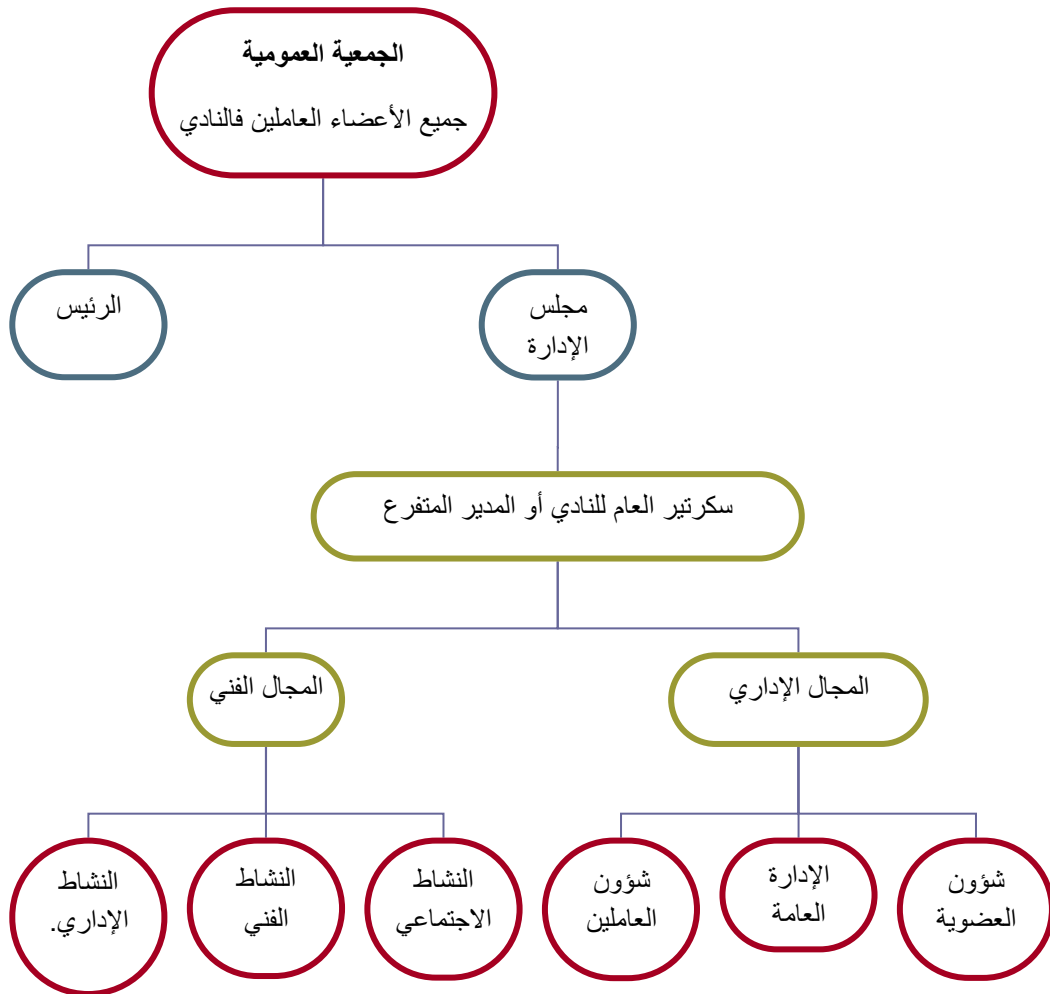 الجمعية العمومية
جميع الأعضاء العاملين فالنادي
مجلس
الإدارة
الرئيس
سكرتير العام للنادي أو المدير المتفرع
المجال الإداري
المجال الفني
شؤون
العضوية
الإدارة
العامة
شؤون
العاملين
النشاط
الاجتماعي
النشاط
الفني
النشاط
الإداري.